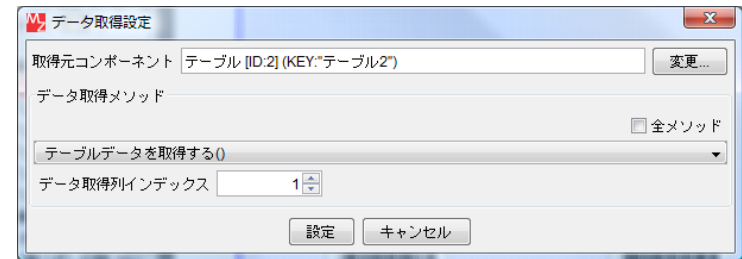 データ取得設定
取得元コンポーネント テーブル [ID:2] (KEY:"テーブル2") 変更...
データ取得メソッド
全メソッド
テーブルデータを取得する()
データ取得列インデックス 1
設定 キャンセル